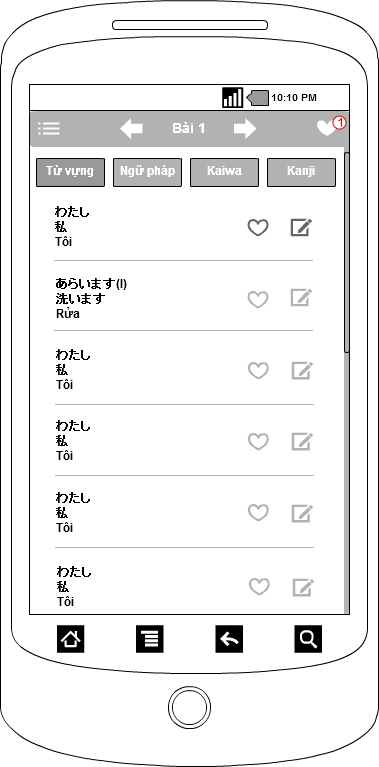 10:10 PM
Bài 1
1
Từ vựng
Ngữ pháp
Kaiwa
Kanji
わたし
私
Tôi
あらいます(I)
洗います
Rửa
わたし
私
Tôi
わたし
私
Tôi
わたし
私
Tôi
わたし
私
Tôi